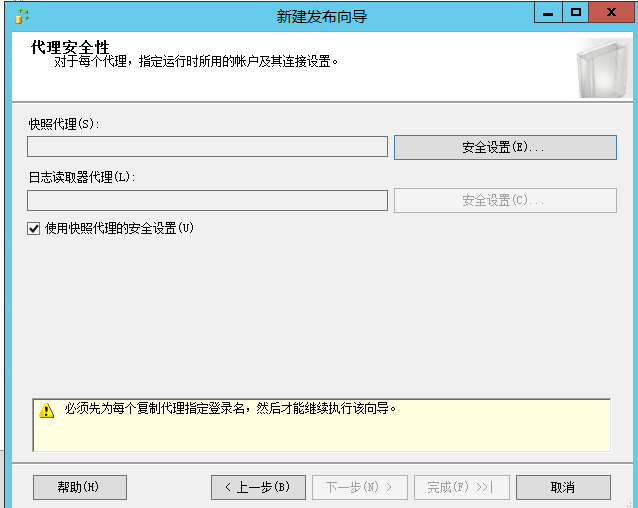 新建发布向导
代理安全性
对于每个代理，指定运行时所用的帐户及其连接设置。
快照代理(S):
安全设置(E)...
日志读取器代理(L):
安全设置(C)...
使用快照代理的安全设置(U)
必须先为每个复制代理指定登录名，然后才能继续执行该向导。
帮助(H)
< 上一步(B)
下一步(N) >
完成(F) >>|
取消